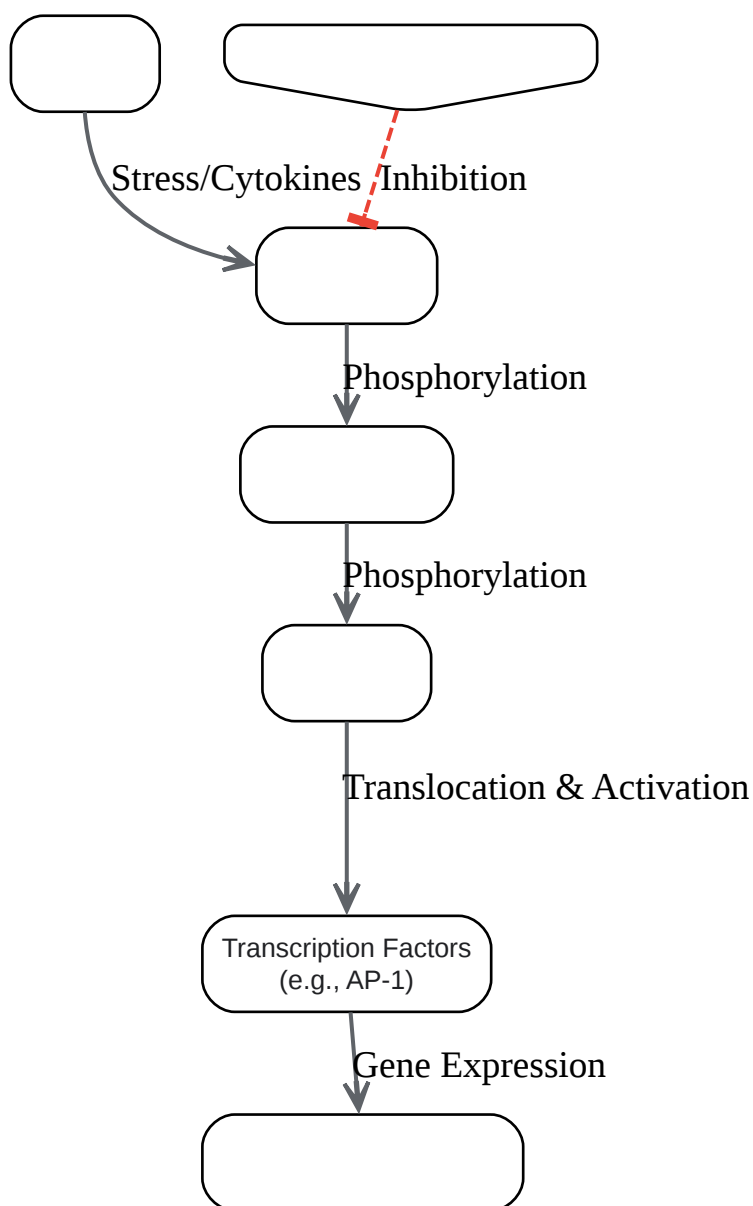 Stress/Cytokines
Inhibition
Phosphorylation
Phosphorylation
Translocation & Activation
Transcription Factors
(e.g., AP-1)
Gene Expression